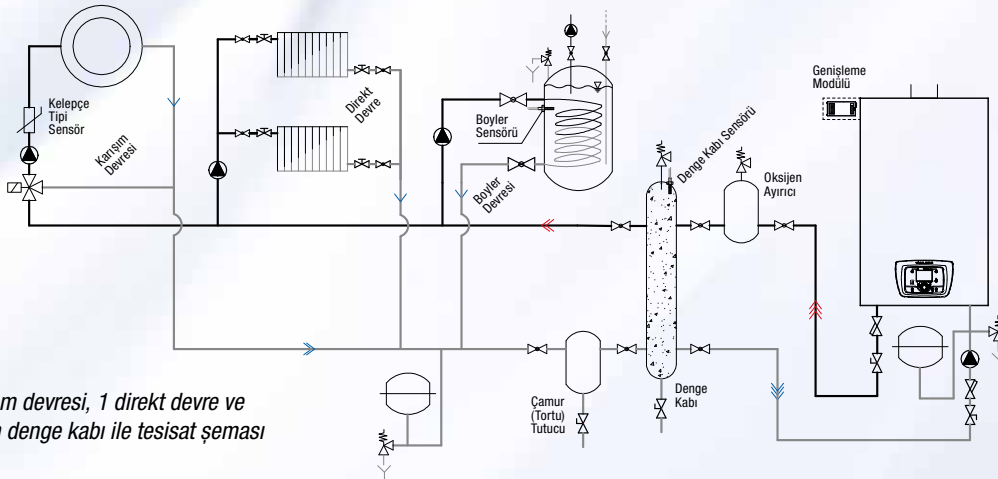 Kelepçe
Tipi
Sensör
Karışım
Devresi
Direkt
Devre
Boyler
Sensörü
Boyler
Devresi
Denge Kabı Sensörü
Oksijen
Ayırıcı
Genişleme
Modülü
Çamur
(Tortu)
Tutucu
Denge
Kabı
m devresi, 1 direkt devre ve
denge kabı ile tesisat şeması